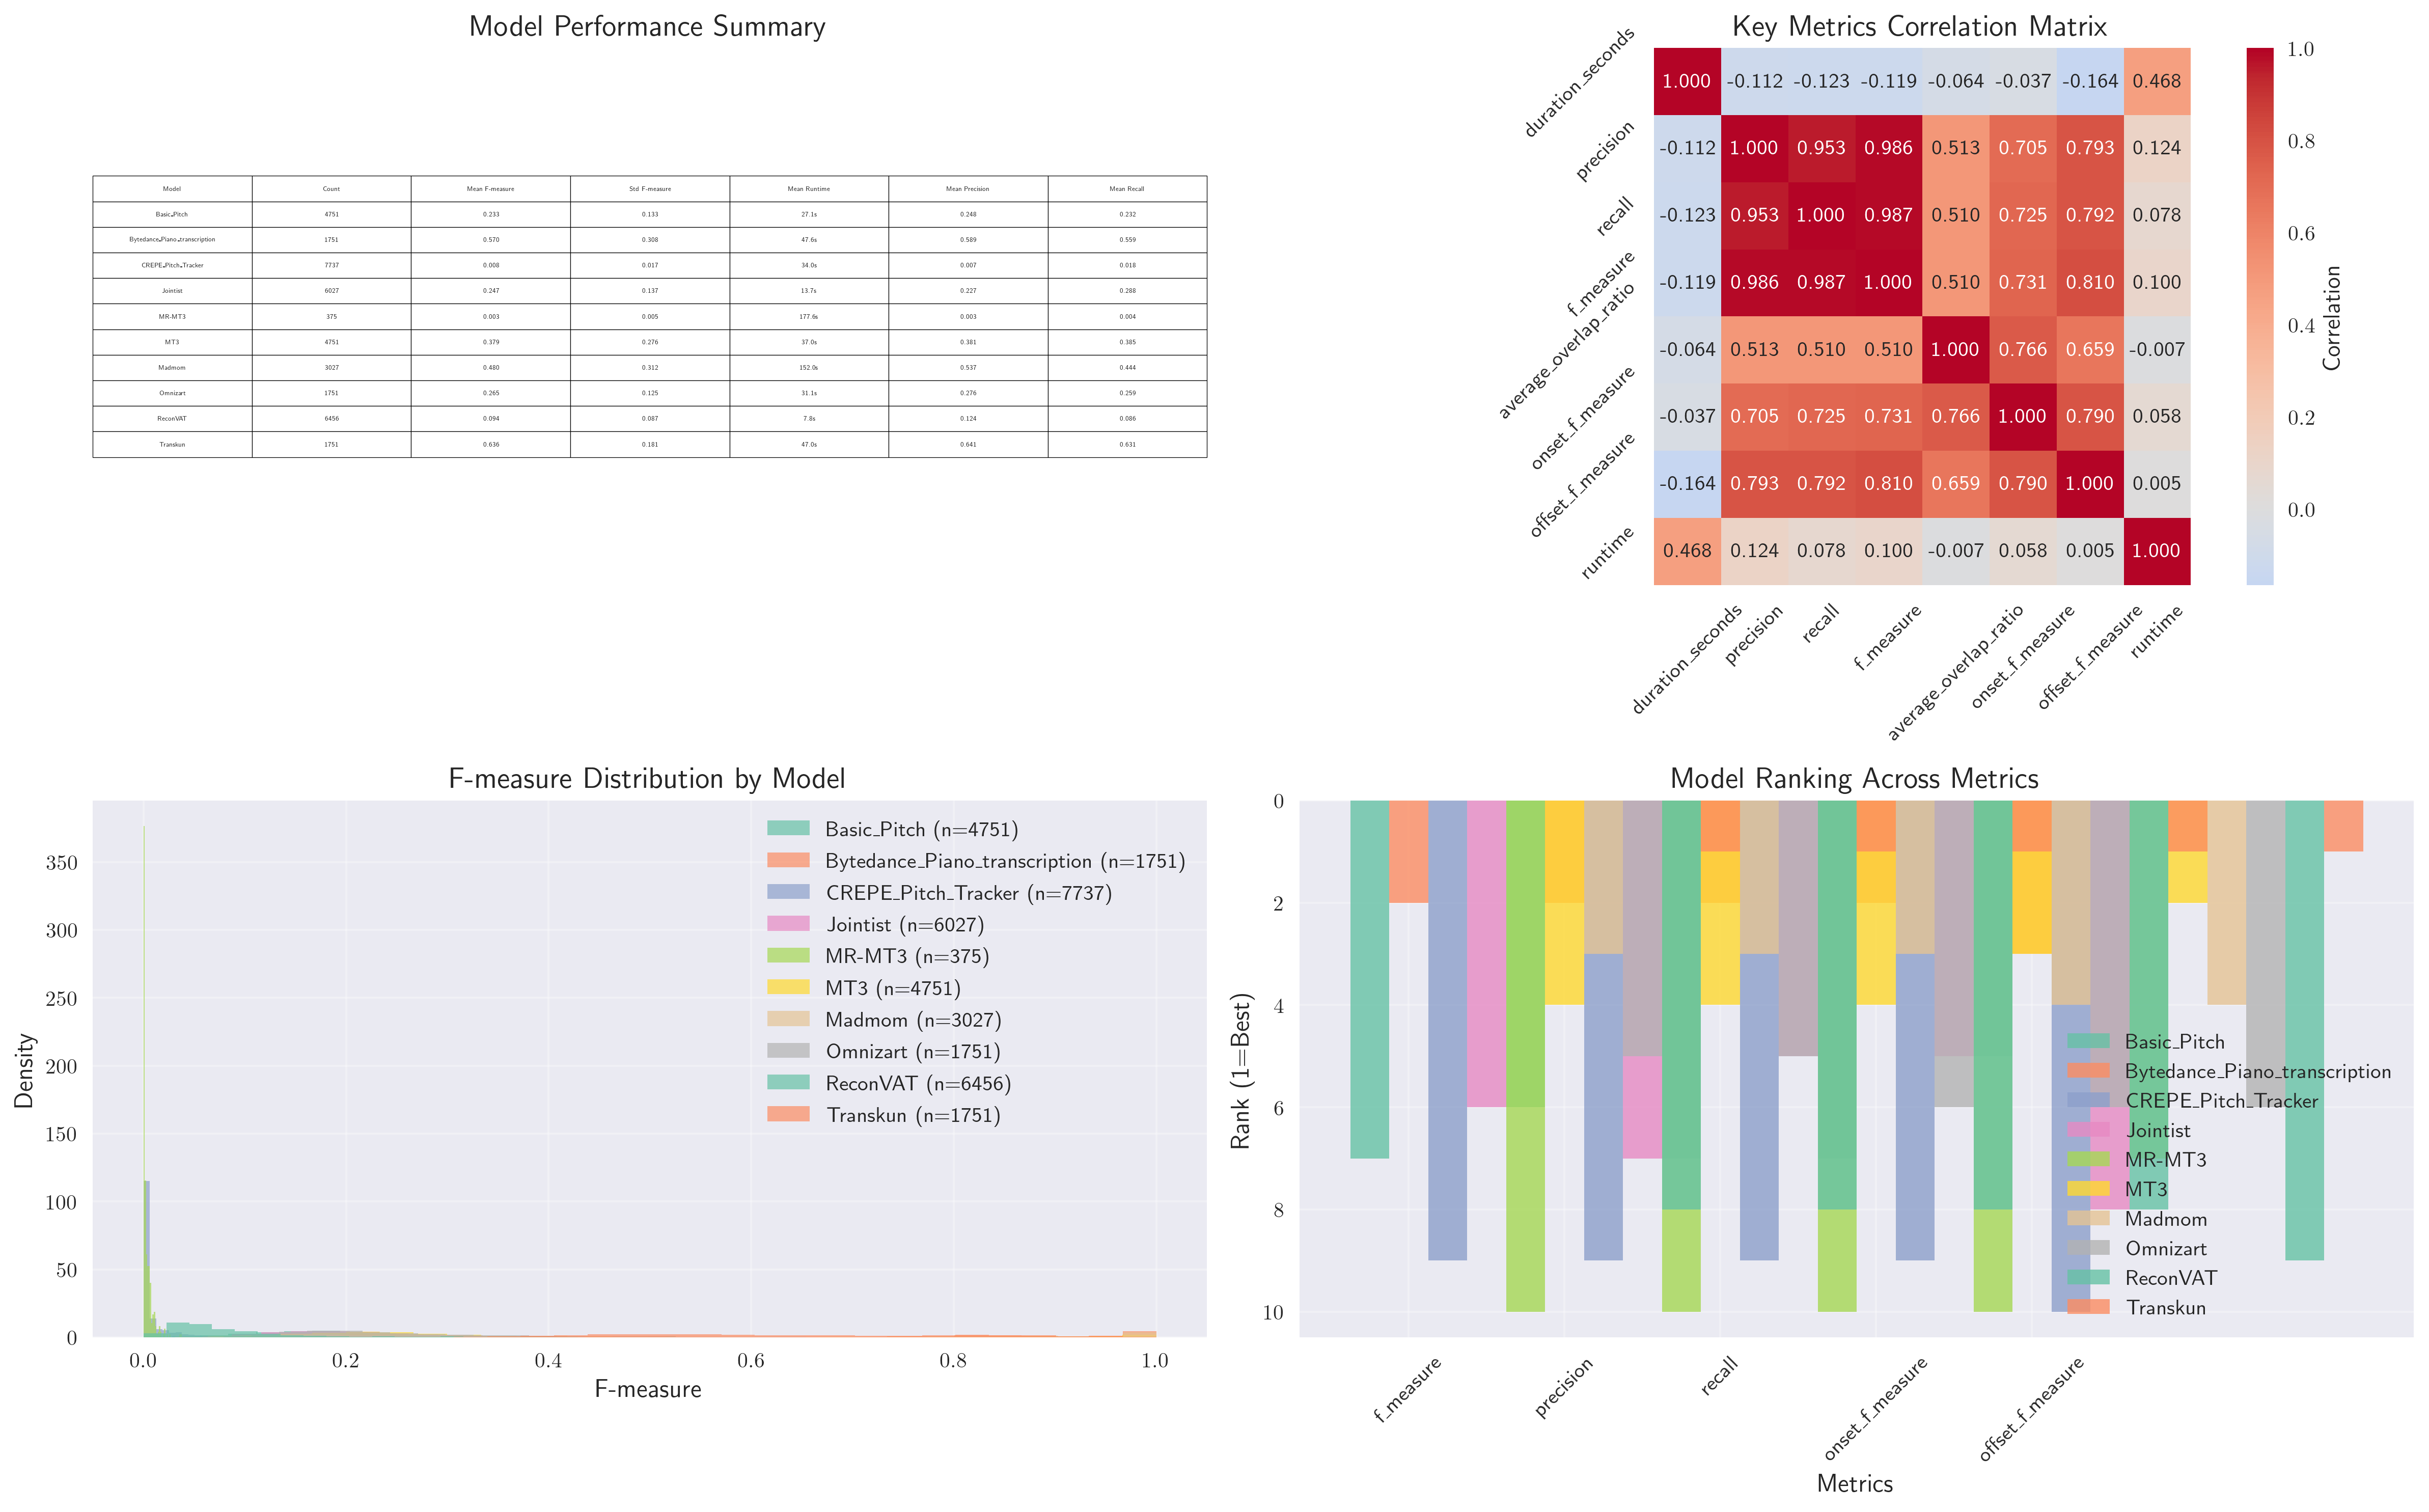 Model Performance Summary
Model Count Mean F-measure Std F-measure Mean Runtime Mean Precision Mean Recall
Basic_Pitch 4751 0.233 0.133 27.1s 0.248 0.232
Bytedance_Piano_transcription 1751 0.570 0.308 47.6s 0.589 0.559
CREPE_Pitch_Tracker 7737 0.008 0.017 34.0s 0.007 0.018
Jointist 6027 0.247 0.137 13.7s 0.227 0.288
MR-MT3 375 0.003 0.005 177.6s 0.003 0.004
MT3 4751 0.379 0.276 37.0s 0.381 0.385
Madmom 3027 0.480 0.312 152.0s 0.537 0.444
Omnizart 1751 0.265 0.125 31.1s 0.276 0.259
ReconVAT 6456 0.094 0.087 7.8s 0.124 0.086
Transkun 1751 0.636 0.181 47.0s 0.641 0.631
Key Metrics Correlation Matrix
duration_seconds 1.000 -0.112 -0.123 -0.119 -0.064 -0.037 -0.164 0.468
precision -0.112 1.000 0.953 0.986 0.513 0.705 0.793 0.124
recall -0.123 0.953 1.000 0.987 0.510 0.725 0.792 0.078
f_measure -0.119 0.986 0.987 1.000 0.510 0.731 0.810 0.100
average_overlap_ratio -0.064 0.513 0.510 0.510 1.000 0.766 0.659 -0.007
onset_f_measure -0.037 0.705 0.725 0.731 0.766 1.000 0.790 0.058
offset_f_measure -0.164 0.793 0.792 0.810 0.659 0.790 1.000 0.005
runtime 0.468 0.124 0.078 0.100 -0.007 0.058 0.005 1.000
duration_seconds precision recall f_measure average_overlap_ratio onset_f_measure offset_f_measure runtime
1.0
0.8
0.6
0.4
0.2
0.0
Correlation
F-measure Distribution by Model
Density
350
300
250
200
150
100
50
0
Basic_Pitch (n=4751)
Bytedance_Piano_transcription (n=1751)
CREPE_Pitch_Tracker (n=7737)
Jointist (n=6027)
MR-MT3 (n=375)
MT3 (n=4751)
Madmom (n=3027)
Omnizart (n=1751)
ReconVAT (n=6456)
Transkun (n=1751)
0.0 0.2 0.4 0.6 0.8 1.0
F-measure
Model Ranking Across Metrics
Rank (1=Best)
0
2
4
6
8
10
Basic_Pitch
Bytedance_Piano_transcription
CREPE_Pitch_Tracker
Jointist
MR-MT3
MT3
Madmom
Omnizart
ReconVAT
Transkun
f_measure precision recall onset_f_measure offset_f_measure
Metrics